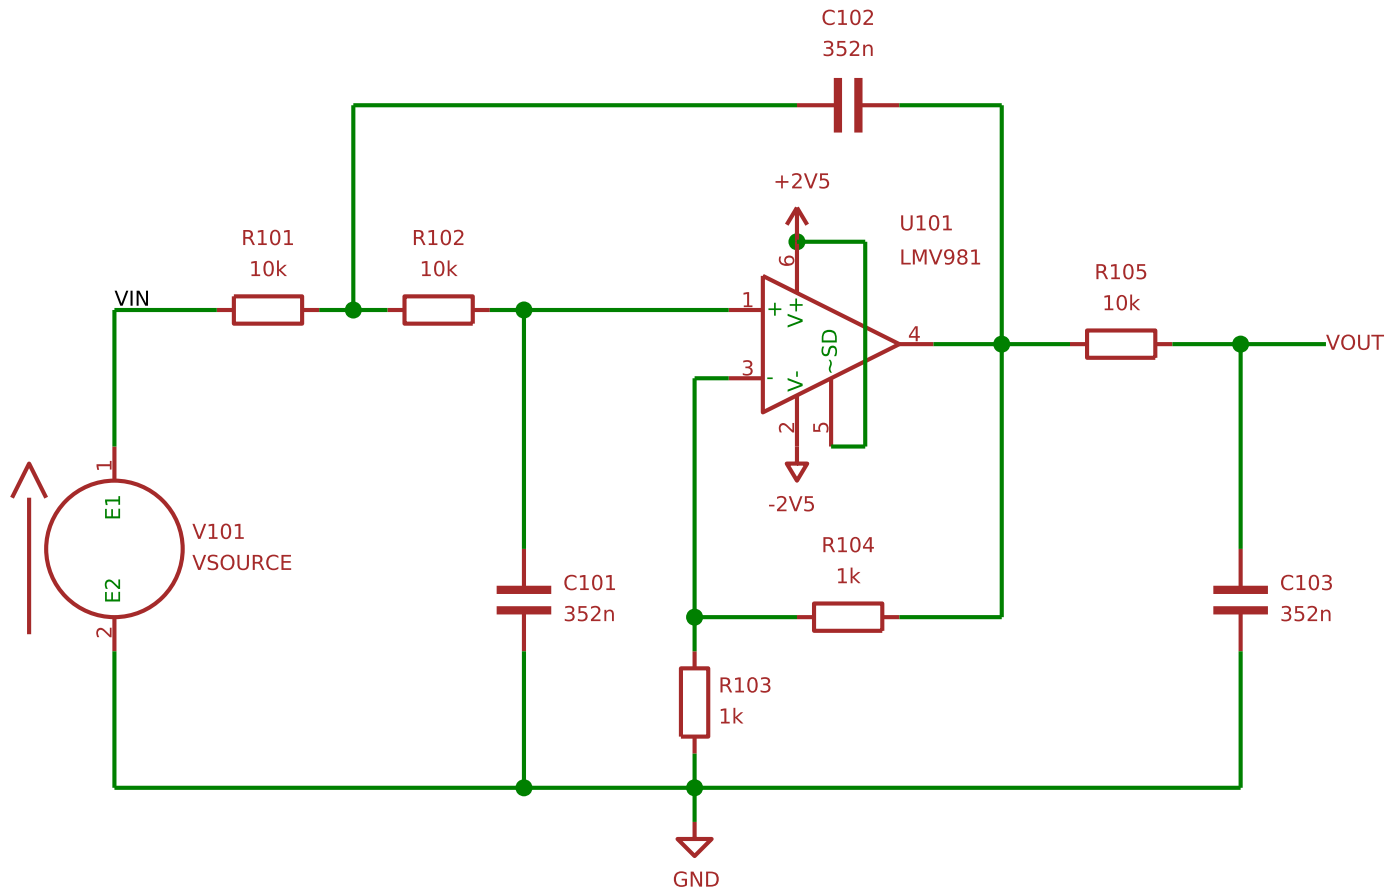 C102
352n
+2V5
U101
LMV981
R101
10k
R102
10k
R105
10k
VIN
6
1
+
V+
~SD
4
VOUT
3
-
V-
2
5
-2V5
1
E1
V101
VSOURCE
E2
2
R104
1k
C101
352n
C103
352n
R103
1k
GND